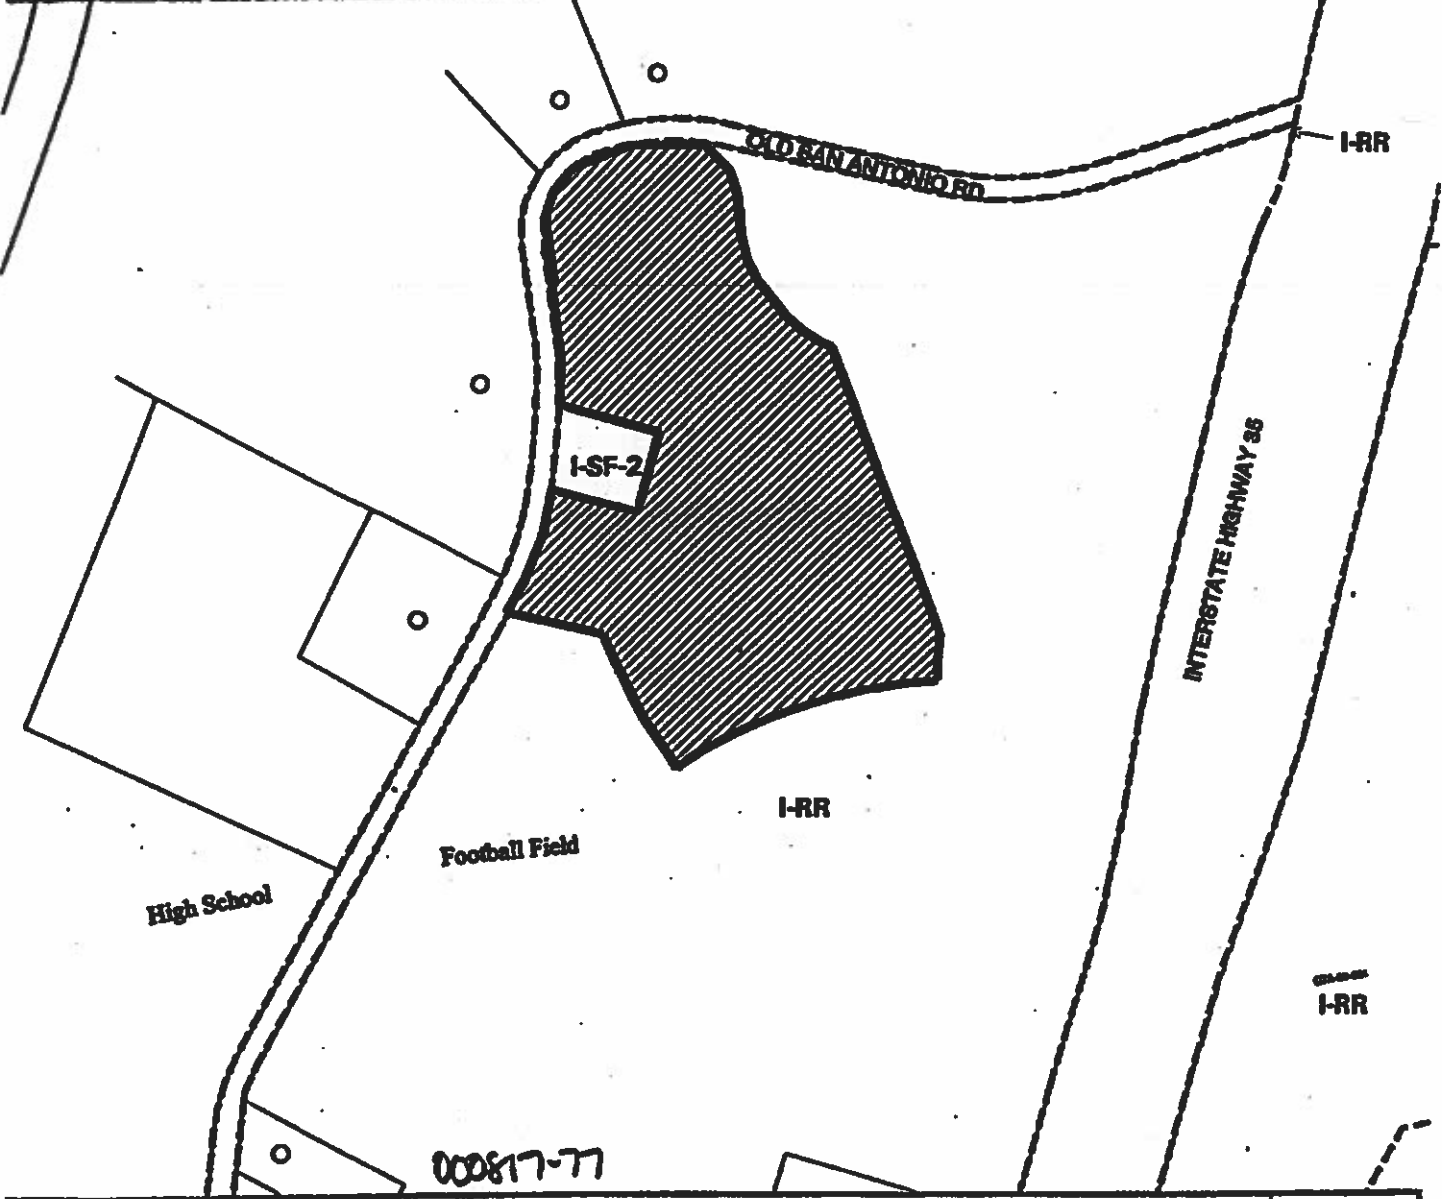 OLD SAN ANTONIO RD
I-RR
I-SF-2
INTERSTATE HIGHWAY 35
I-RR
Football Field
High School
I-RR
000817-77